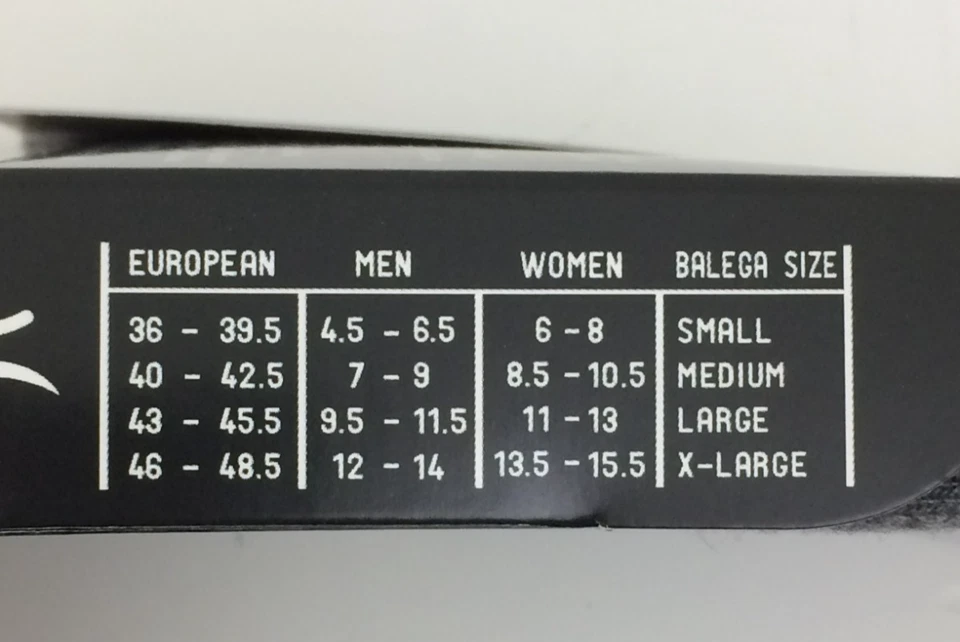 EUROPEAN MEN WOMEN BALEGA SIZE
36 - 39.5 4.5 - 6.5 6 - 8 SMALL
40 - 42.5 7 - 9 8.5 - 10.5 MEDIUM
43 - 45.5 9.5 - 11.5 11 - 13 LARGE
46 - 48.5 12 - 14 13.5 - 15.5 X-LARGE